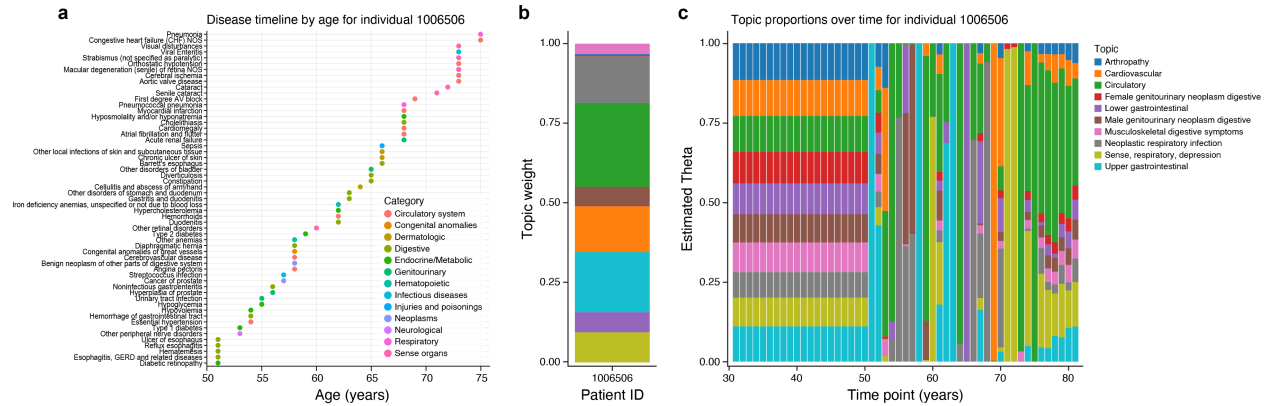 a
Disease timeline by age for individual 1006506
Pneumonia
Congestive heart failure (CHF) NOS
Visual disturbances
Viral Enteritis
Strabismus (not specified as paralytic)
Orthostatic hypotension
Macular degeneration (senile) of retina NOS
Cerebral ischemia
Aortic valve disease
Cataract
Senile cataract
First degree AV block
Pneumococcal pneumonia
Myocardial infarction
Hyposmolality and/or hyponatremia
Cholelithiasis
Cardiomegaly
Atrial fibrillation and flutter
Acute renal failure
Sepsis
Other local infections of skin and subcutaneous tissue
Chronic ulcer of skin
Barrett's esophagus
Other disorders of bladder
Diverticulosis
Constipation
Cellulitis and abscess of arm/hand
Other disorders of stomach and duodenum
Gastritis and duodenitis
Iron deficiency anemias, unspecified or not due to blood loss
Hypercholesterolemia
Hemorrhoids
Duodenitis
Other retinal disorders
Type 2 diabetes
Other anemias
Diaphragmatic hernia
Congenital anomalies of great vessels
Cerebrovascular disease
Benign neoplasm of other parts of digestive system
Angina pectoris
Streptococcus infection
Cancer of prostate
Noninfectious gastroenteritis
Hyperplasia of prostate
Urinary tract infection
Hypoglycemia
Hypovolemia
Hemorrhage of gastrointestinal tract
Essential hypertension
Type 1 diabetes
Other peripheral nerve disorders
Ulcer of esophagus
Reflux esophagitis
Hematemesis
Esophagitis, GERD and related diseases
Diabetic retinopathy
50 55 60 65 70 75
Age (years)
Category
Circulatory system
Congenital anomalies
Dermatologic
Digestive
Endocrine/Metabolic
Genitourinary
Hematopoietic
Infectious diseases
Injuries and poisonings
Neoplasms
Neurological
Respiratory
Sense organs
b
Topic weight
1.00
0.75
0.50
0.25
0.00
1006506
Patient ID
c
Topic proportions over time for individual 1006506
Estimated Theta
1.00
0.75
0.50
0.25
0.00
30 40 50 60 70 80
Time point (years)
Topic
Arthropathy
Cardiovascular
Circulatory
Female genitourinary neoplasm digestive
Lower gastrointestinal
Male genitourinary neoplasm digestive
Musculoskeletal digestive symptoms
Neoplastic respiratory infection
Sense, respiratory, depression
Upper gastrointestinal